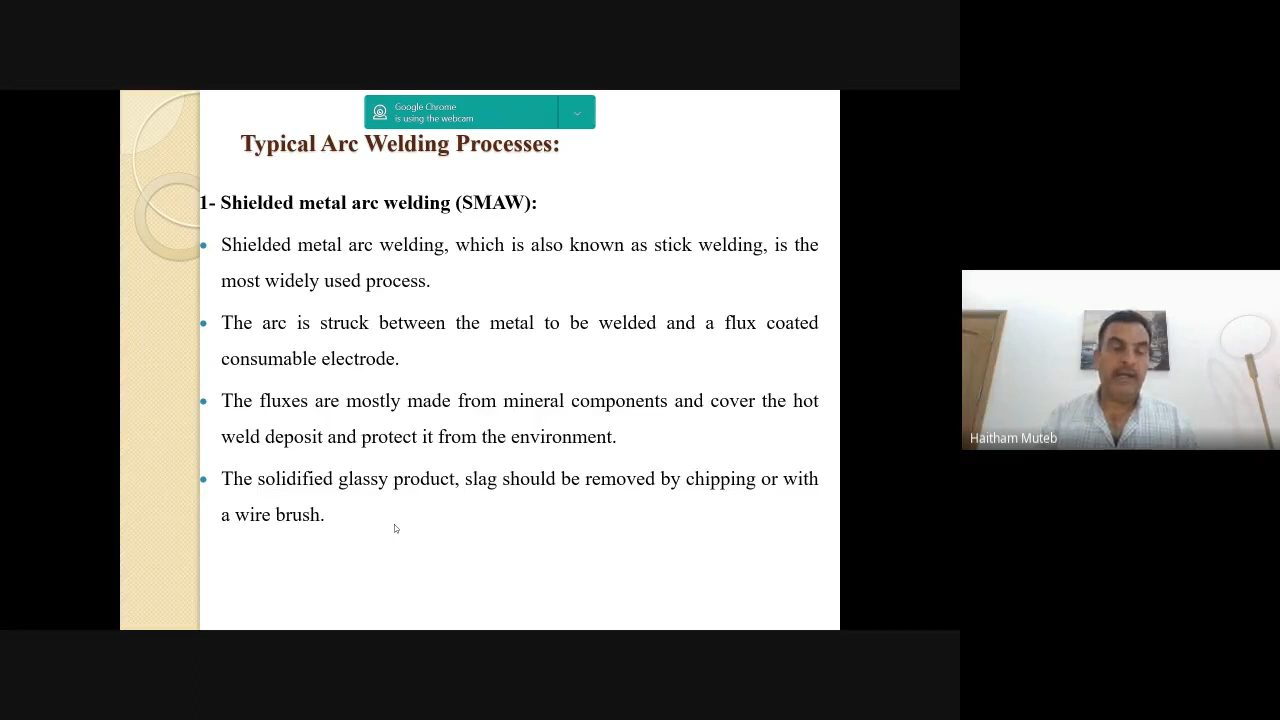 Google Chrome
is using the webcam
Typical Arc Welding Processes:
1- Shielded metal arc welding (SMAW):
• Shielded metal arc welding, which is also known as stick welding, is the
most widely used process.
• The arc is struck between the metal to be welded and a flux coated
consumable electrode.
• The fluxes are mostly made from mineral components and cover the hot
weld deposit and protect it from the environment.
• The solidified glassy product, slag should be removed by chipping or with
a wire brush.
Haitham Muteb